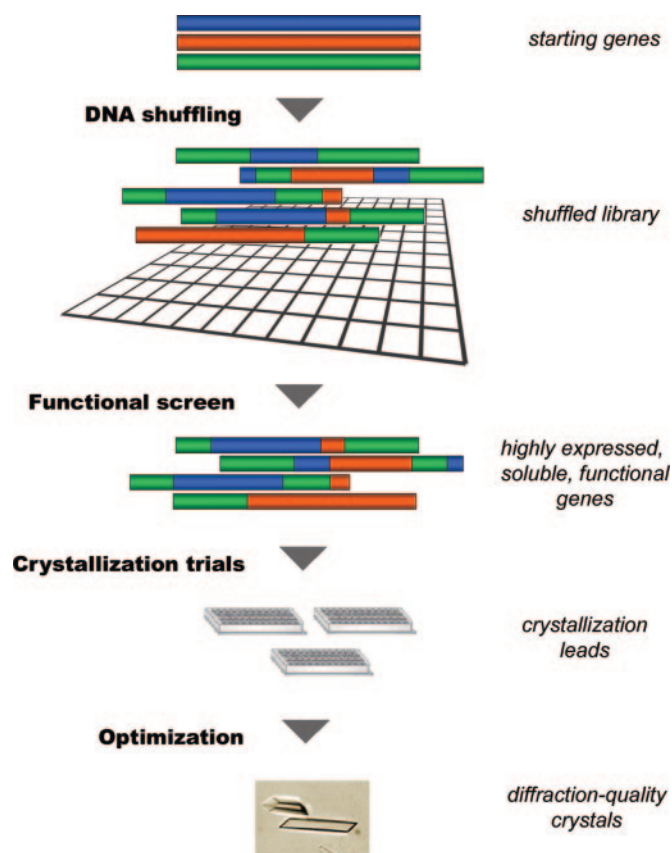 starting genes
DNA shuffling
shuffled library
Functional screen
highly expressed,
soluble, functional
genes
Crystallization trials
crystallization
leads
Optimization
diffraction-quality
crystals